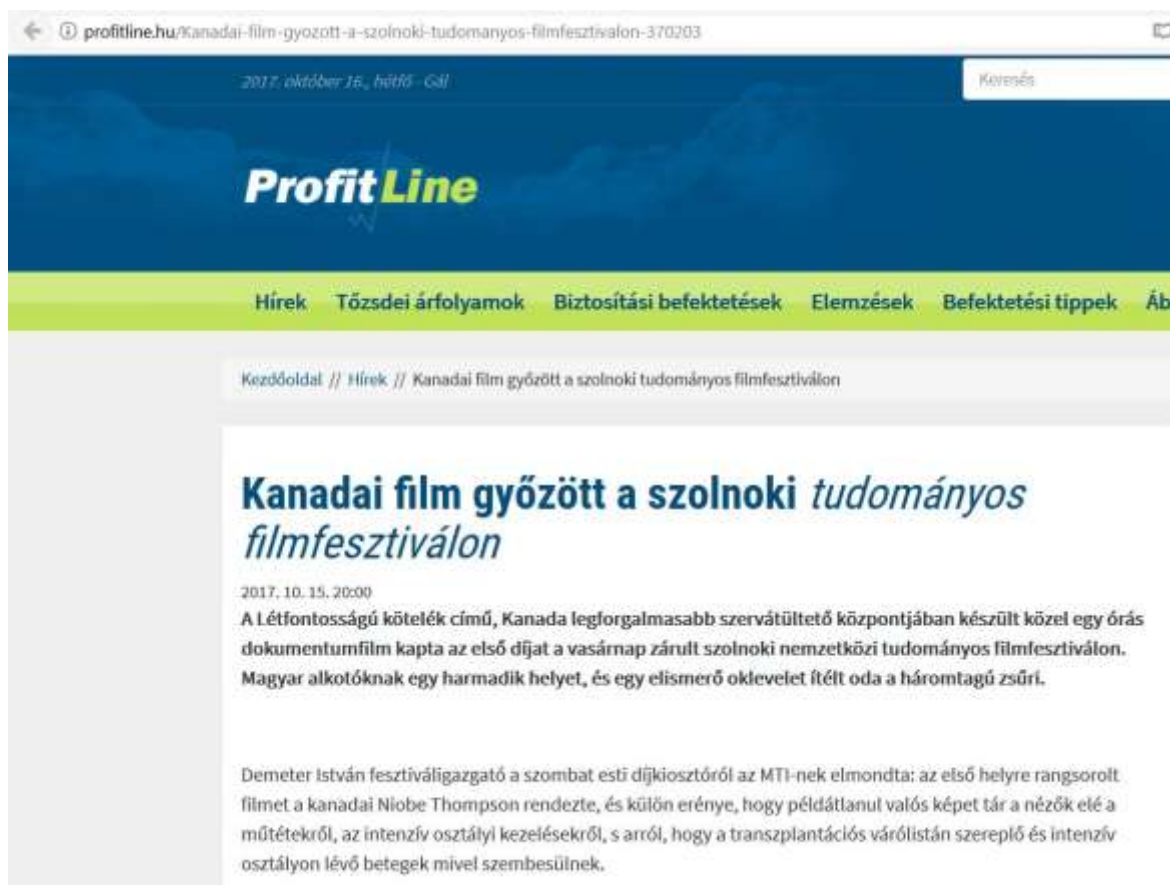 profitline.hu/Kanadai-film-gyozott-a-szolnoki-tudomanyos-filmfesztivalon-370203
2017. október 16., hétfő - Gál
Keresés
ProfitLine
Hírek Tőzsdei árfolyamok Biztosítási befektetések Elemzések Befektetési tippek Áb
Kezdőoldal // Hírek // Kanadai film győzött a szolnoki tudományos filmfesztiválon
Kanadai film győzött a szolnoki tudományos
filmfesztiválon
2017. 10. 15. 20:00
A Létfontosságú kötelék című, Kanada legforgalmasabb szervátültető központjában készült közel egy órás
dokumentumfilm kapta az első díjat a vasárnap zárult szolnoki nemzetközi tudományos filmfesztiválon.
Magyar alkotóknak egy harmadik helyet, és egy elismerő oklevelet ítélt oda a háromtagú zsűri.
Demeter István fesztiváligazgató a szombat esti díjkiosztóról az MTI-nek elmondta: az első helyre rangsorolt
filmet a kanadai Niobe Thompson rendezte, és külön erénye, hogy példátlanul valós képet tár a nézők elé a
műtétekről, az intenzív osztályi kezelésekről, s arról, hogy a transzplantációs várólistán szereplő és intenzív
osztályon lévő betegek mivel szembesülnek.